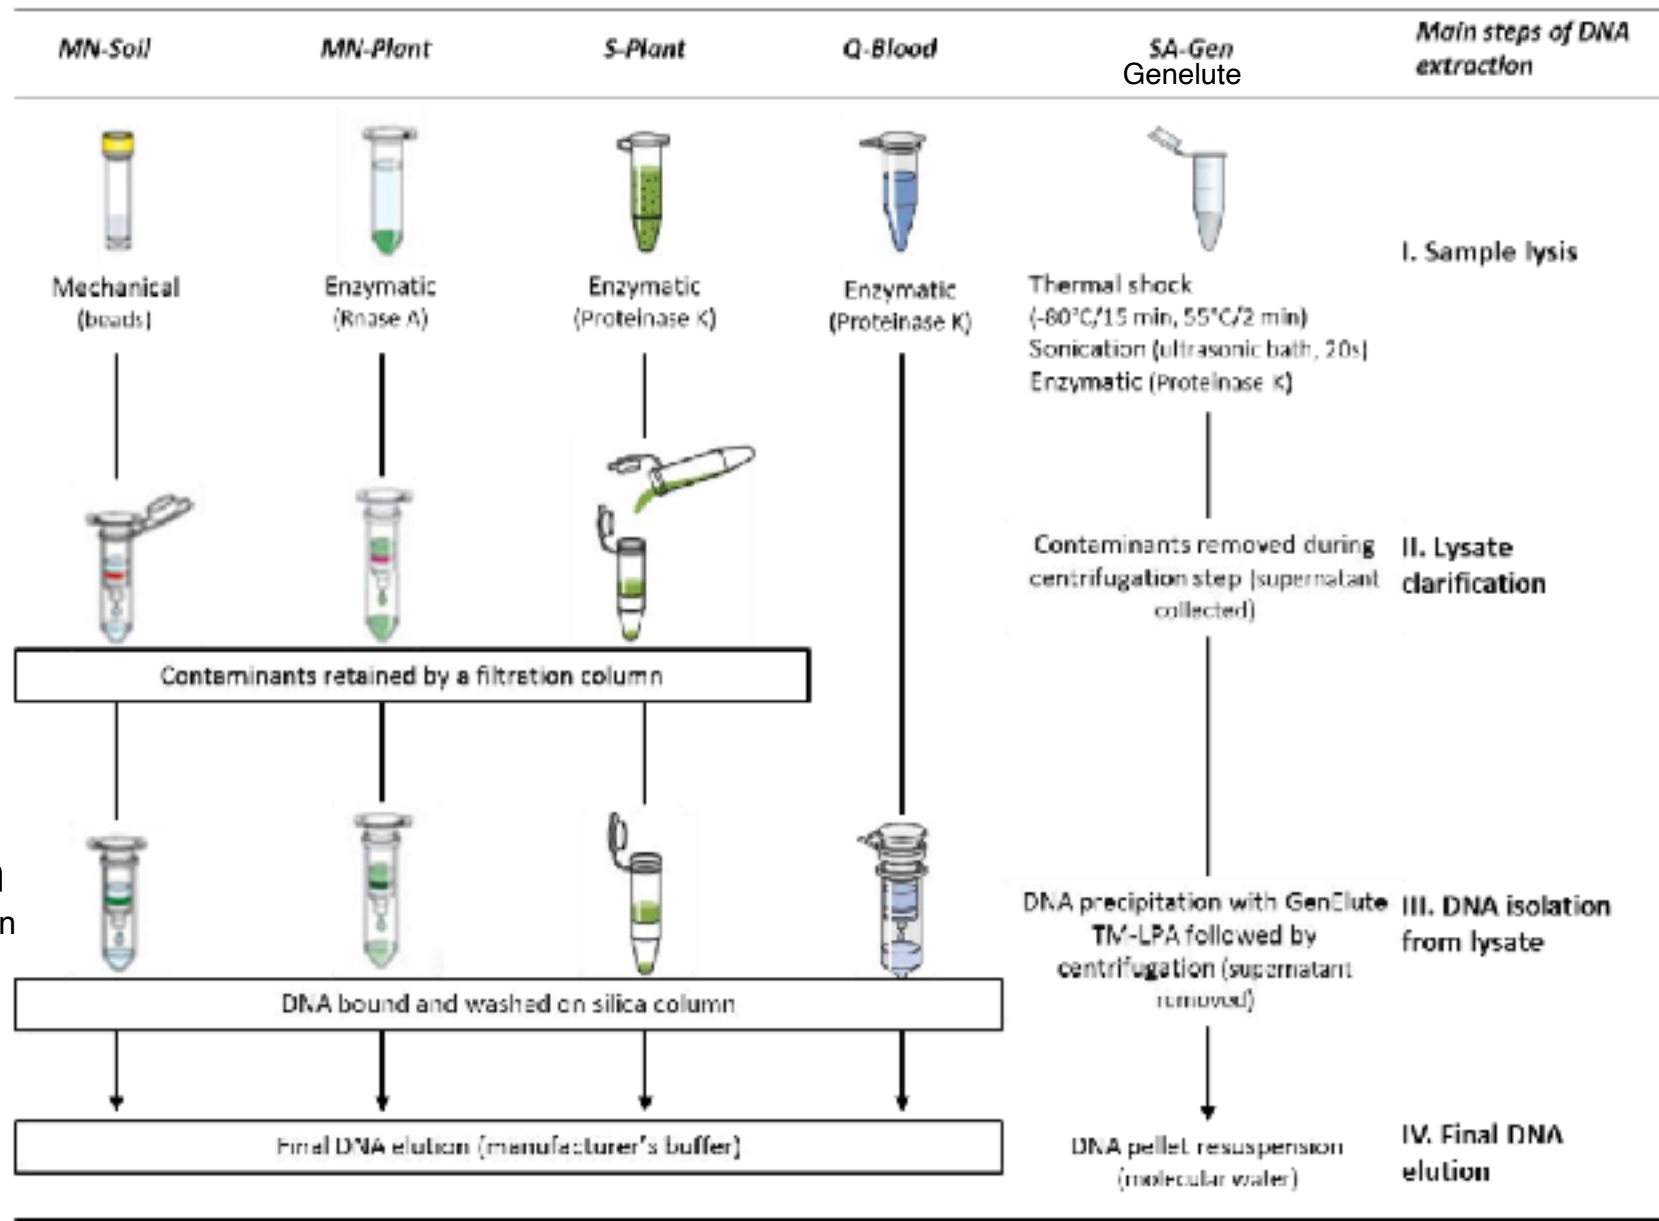 MN-Soil
MN-Plant
S-Plant
Q-Blood
SA-Gen
Genelute
Main steps of DNA
extraction
Mechanical
(beads)
Enzymatic
(Rnase A)
Enzymatic
(Proteinase K)
Enzymatic
(Proteinase K)
Thermal shock
(-80°C/15 min, 55°C/2 min)
Sonication (ultrasonic bath, 20s)
Enzymatic (Proteinase K)
I. Sample lysis
Contaminants removed during
centrifugation step (supernatant
collected)
II. Lysate
clarification
Contaminants retained by a filtration column
n
DNA precipitation with GenElute
TM-LPA followed by
centrifugation (supernatant
removed)
III. DNA isolation
from lysate
DNA bound and washed on silica column
Final DNA elution (manufacturer's buffer)
DNA pellet resuspension
(molecular water)
IV. Final DNA
elution